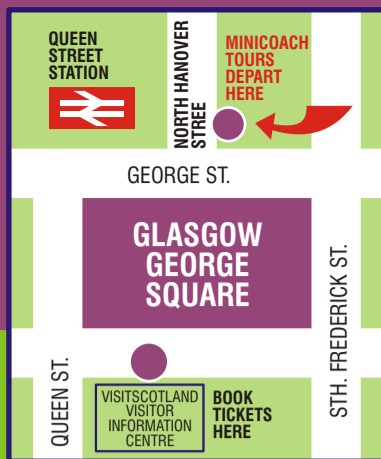 QUEEN
STREET
STATION
NORTH HANOVER
STREE
MINICOACH
TOURS
DEPART
HERE
GEORGE ST.
GLASGOW
GEORGE
SQUARE
STH. FREDERICK ST.
QUEEN ST.
VISITSCOTLAND
VISITOR
INFORMATION
CENTRE
BOOK
TICKETS
HERE